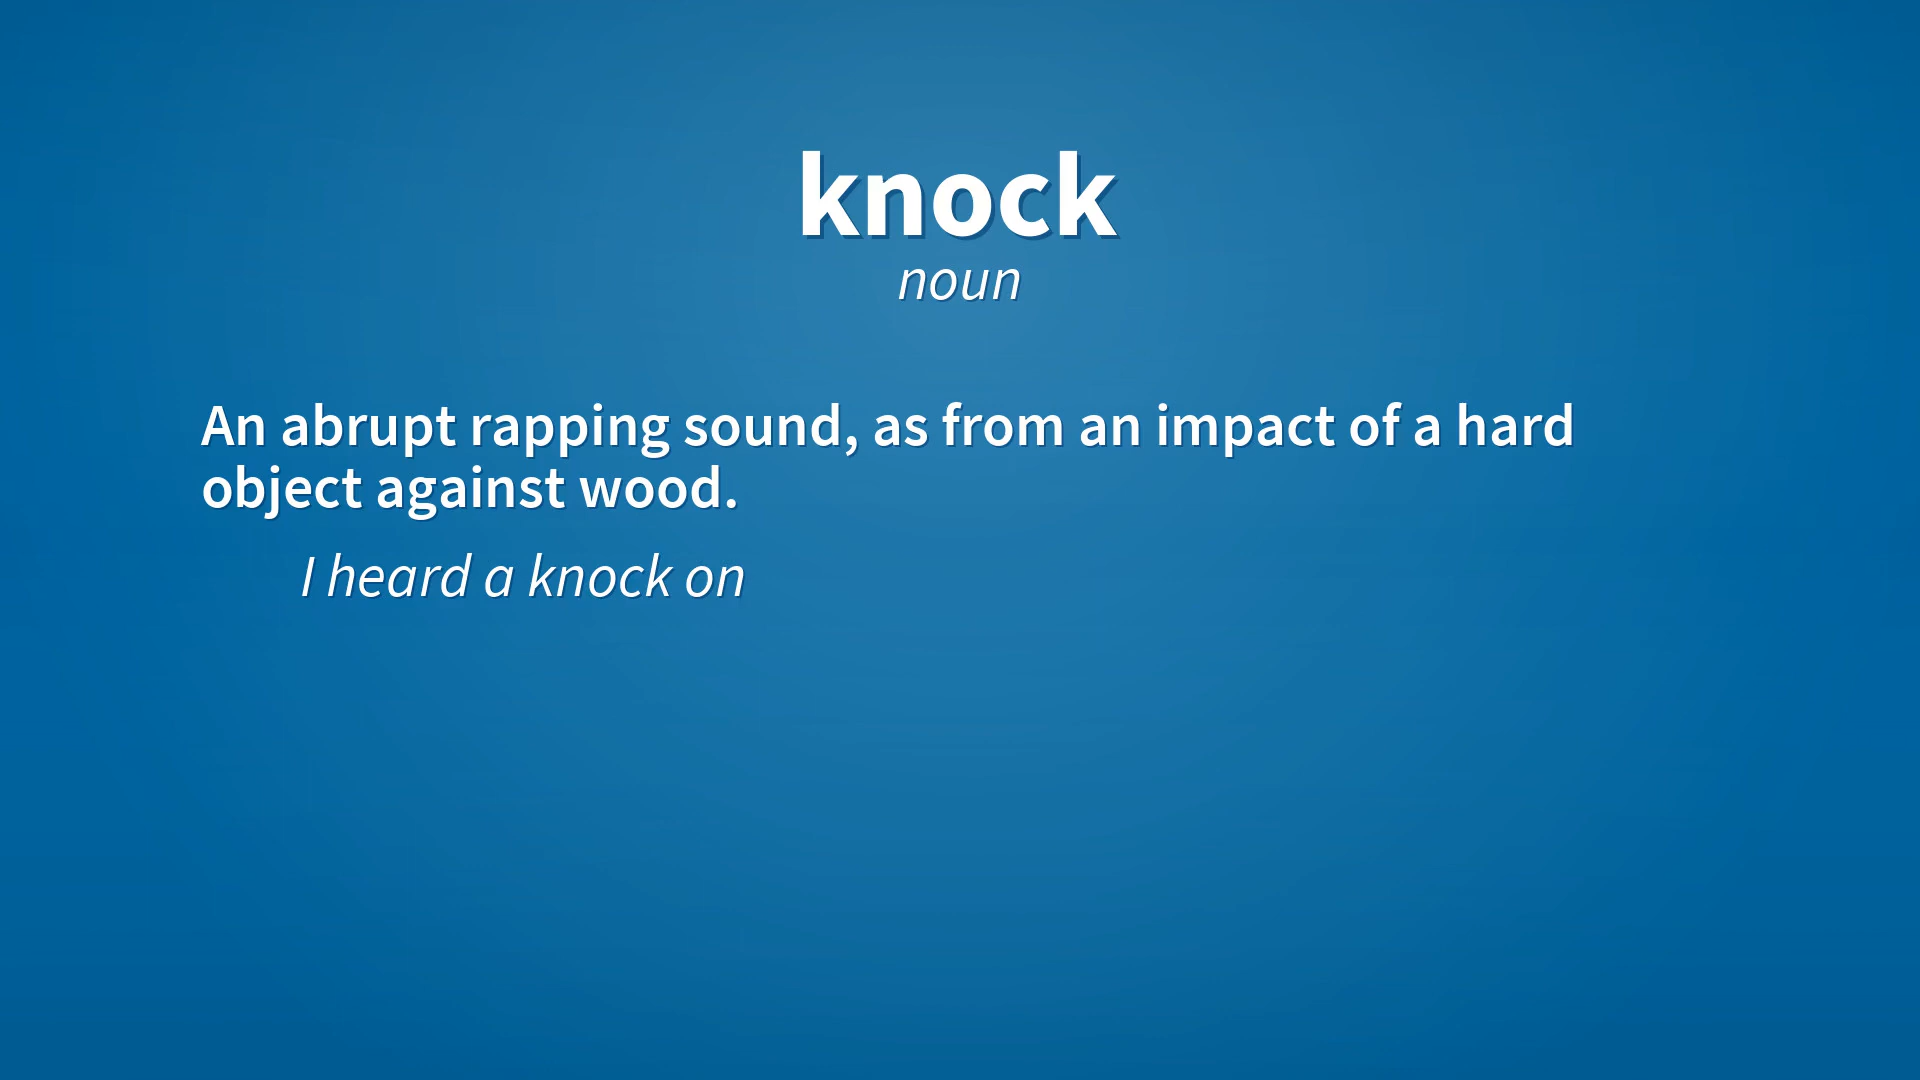 knock
noun
An abrupt rapping sound, as from an impact of a hard
object against wood.
I heard a knock on